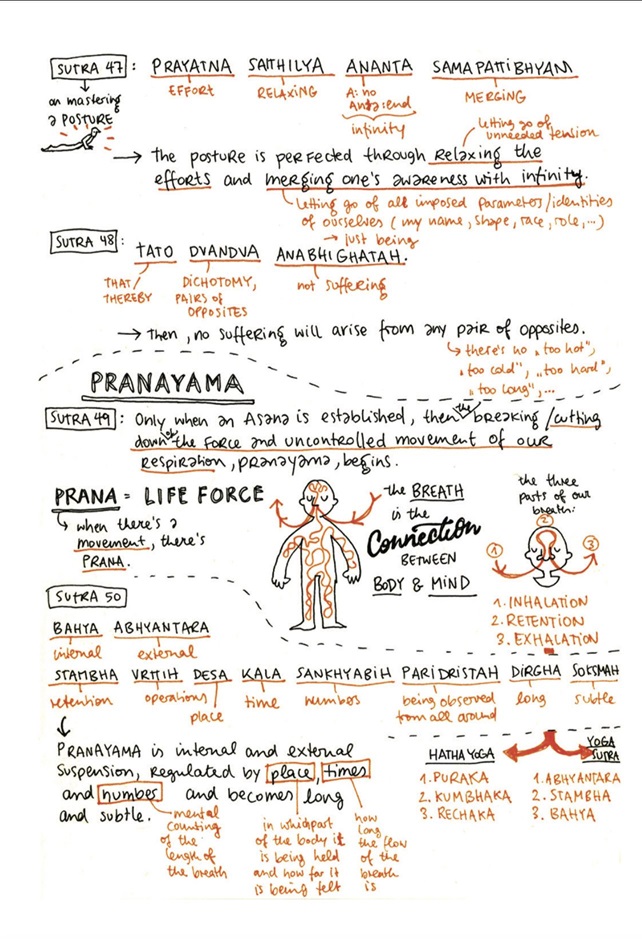 SUTRA 47 : PRAYATNA SAITHILYA ANANTA SAMAPATTIBHYAM
EFFORT RELAXING A: no MERGING
Anta: end
infinity
on mastering
a POSTURE
letting go of
unneeded tension
→ The posture is perfected through relaxing the
efforts and merging one's awareness with infinity.
letting go of all imposed parameters/identities
of ourselves (my name, shape, race, role,...)
→ just being
SUTRA 48 : TATO DVANDVA ANABHIGHATAH.
THAT/ DICHOTOMY, not suffering
THEREBY PAIRS of
OPPOSITES
→ Then, no suffering will arise from any pair of opposites.
there's no „too hot",
„too cold", „too hard",
„too long",...
PRANAYAMA
SUTRA 49 : Only when an Asana is established, then the breaking/cutting
down of the force and uncontrolled movement of our
respiration, pranayama, begins.
PRANA = LIFE FORCE
when there's a
movement, there's
PRANA.
the BREATH
is the
Connection
BETWEEN
BODY & MIND
the three
parts of our
breath:
2
1 3
1. INHALATION
2. RETENTION
3. EXHALATION
SUTRA 50
BAHYA ABHYANTARA
internal external
STAMBHA VRTTIH DESA KALA SANKHYABIH PARIDRISTAH DIRGHA SOKSMAH
retention operations place time numbers being observed long subtle
from all around
PRANAYAMA is internal and external
suspension, regulated by place, times
and number and becomes long
and subtle.
mental
counting
of the
length of
the breath
in which part
of the body it
is being held
and how far it
is being felt
how
long
the flow
of the
breath
is
HATHA YOGA
1. PURAKA
2. KUMBHAKA
3. RECHAKA
YOGA
SUTRA
1. ABHYANTARA
2. STAMBHA
3. BAHYA